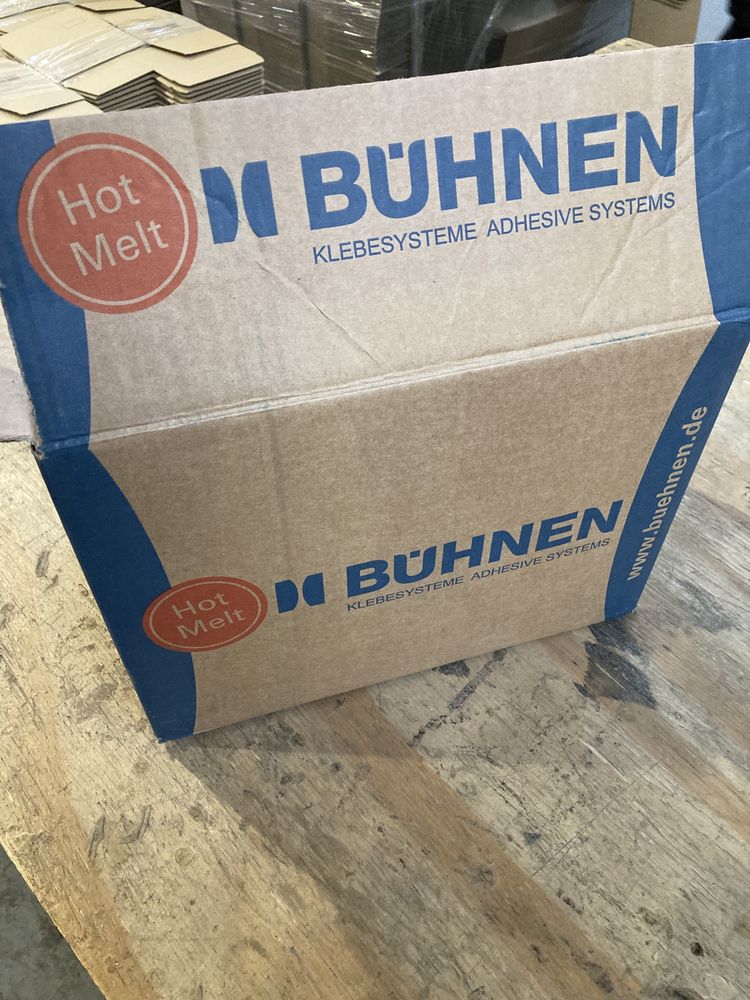 Hot
Melt
BÜHNEN
KLEBESYSTEME ADHESIVE SYSTEMS
www.buehnen.de
Hot
Melt
BÜHNEN
KLEBESYSTEME ADHESIVE SYSTEMS